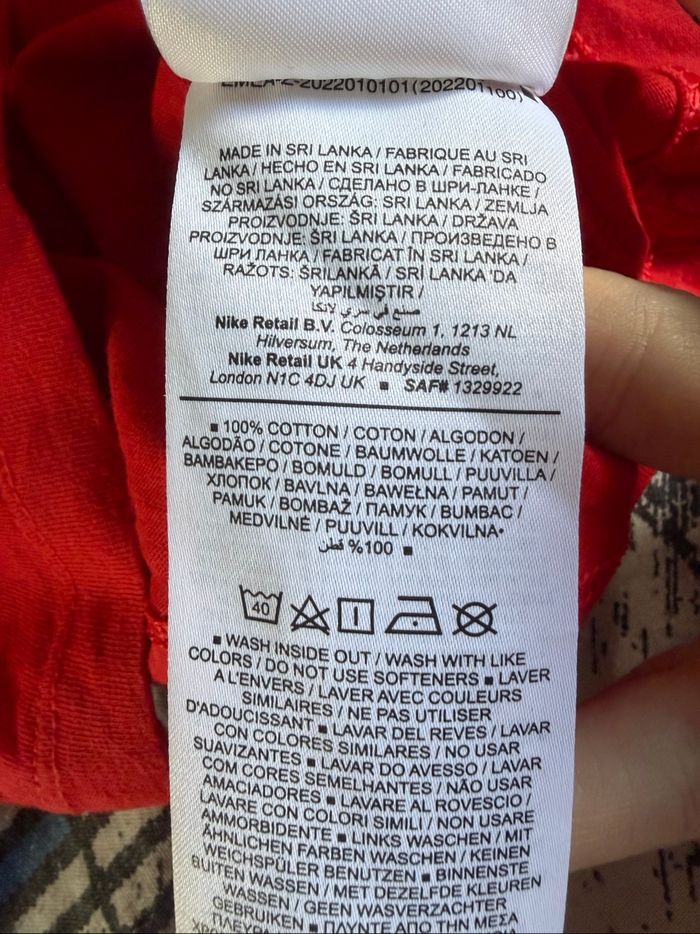 EMEA-2-2022010101(202201100)
MADE IN SRI LANKA / FABRIQUE AU SRI
LANKA / HECHO EN SRI LANKA / FABRICADO
NO SRI LANKA / СДЕЛАНО В ШРИ-ЛАНКЕ /
SZÁRMAZÁSI ORSZÁG: SRI LANKA / ZEMLJA
PROIZVODNJE: ŠRI LANKA / DRŽAVA
PROIZVODNJE: ŠRI LANKA / ПРОИЗВЕДЕНО В
ШРИ ЛАНКА / FABRICAT ÎN SRI LANKA /
RAŽOTS: ŠRILANKĀ / SRI LANKA 'DA
YAPILMIŞTIR /
صنع في سري لانكا
Nike Retail B.V. Colosseum 1, 1213 NL
Hilversum, The Netherlands
Nike Retail UK 4 Handyside Street,
London N1C 4DJ UK ■ SAF# 1329922
■ 100% COTTON / COTON / ALGODON /
ALGODÃO / COTONE / BAUMWOLLE / KATOEN /
ΒΑΜΒΑΚΕΡΟ / BOMULD / BOMULL / PUUVILLA /
ХЛОПОК / BAVLNA / BAWEŁNA / PAMUT /
PAMUK / BOMBAŽ / ПАМУК / BUMBAC /
MEDVILNĖ / PUUVILL / KOKVILNA•
100% قطن ■
40
■ WASH INSIDE OUT / WASH WITH LIKE
COLORS / DO NOT USE SOFTENERS ■ LAVER
A L'ENVERS / LAVER AVEC COULEURS
SIMILAIRES / NE PAS UTILISER
D'ADOUCISSANT ■ LAVAR DEL REVES / LAVAR
CON COLORES SIMILARES / NO USAR
SUAVIZANTES ■ LAVAR DO AVESSO / LAVAR
COM CORES SEMELHANTES / NÃO USAR
AMACIADORES ■ LAVARE AL ROVESCIO /
LAVARE CON COLORI SIMILI / NON USARE
AMMORBIDENTE ■ LINKS WASCHEN / MIT
ÄHNLICHEN FARBEN WASCHEN / KEINEN
WEICHSPÜLER BENUTZEN ■ BINNENSTE
BUITEN WASSEN / MET DEZELFDE KLEUREN
WASSEN / GEEN WASVERZACHTER
GEBRUIKEN ■ ΠΛΥΝΤΕ ΑΠΟ ΤΗΝ ΜΕΣΑ